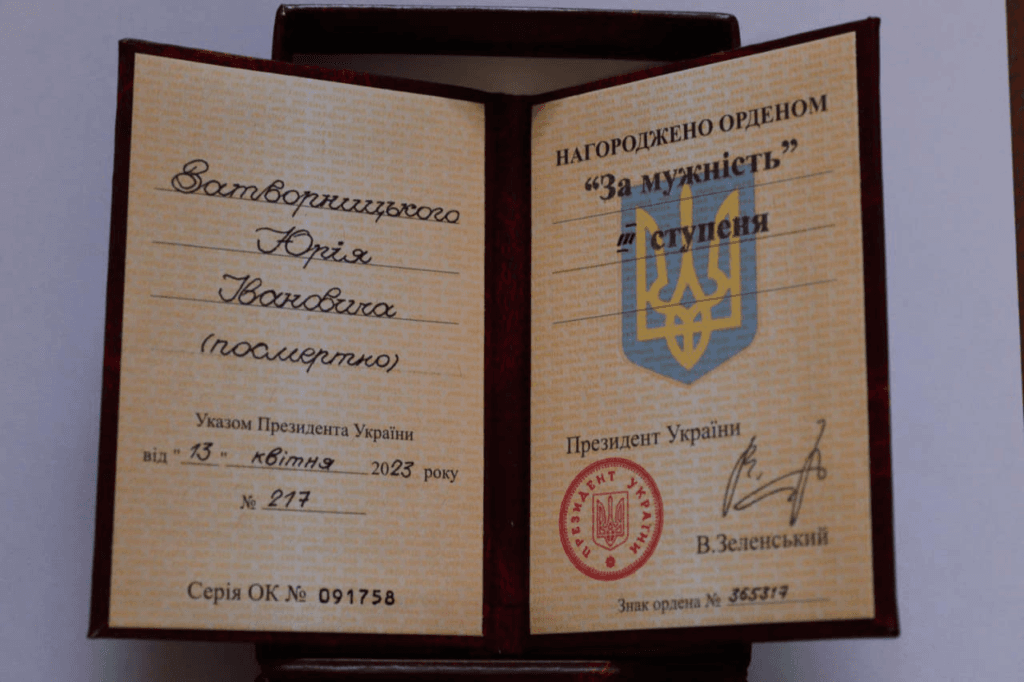 Затворницького
Юрія
Івановича
(посмертно)
Указом Президента України
від "13" квітня 2023 року
№ 217
Серія ОК № 091758
НАГОРОДЖЕНО ОРДЕНОМ
“За мужність”
III ступеня
Президент України
ПРЕЗИДЕНТ УКРАЇНИ
В.Зеленський
Знак ордена № 365317